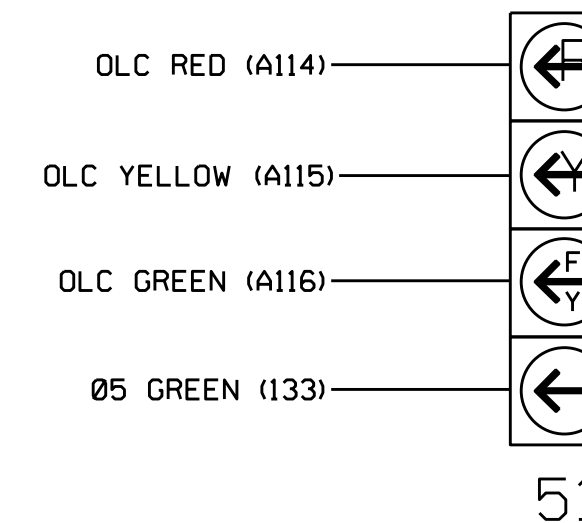 OLC RED (A114)
R
OLC YELLOW (A115)
Y
OLC GREEN (A116)
F
Y
Ø5 GREEN (133)